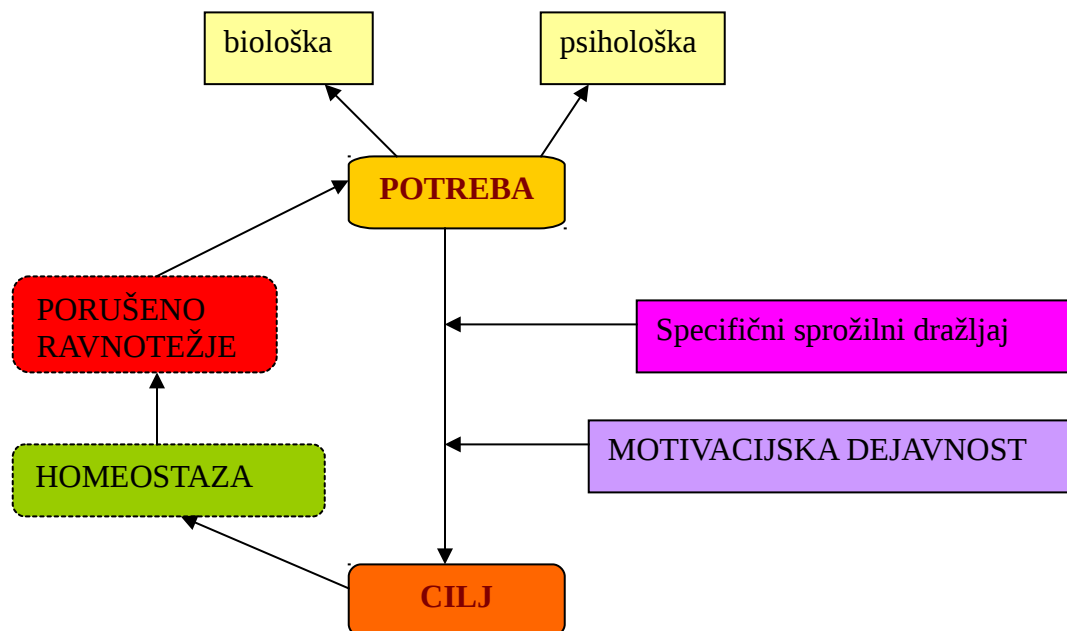 biološka
psihološka
POTREBA
PORUŠENO
RAVNOTEŽJE
Specifični sprožilni dražljaj
MOTIVACIJSKA DEJAVNOST
HOMEOSTAZA
CILJ